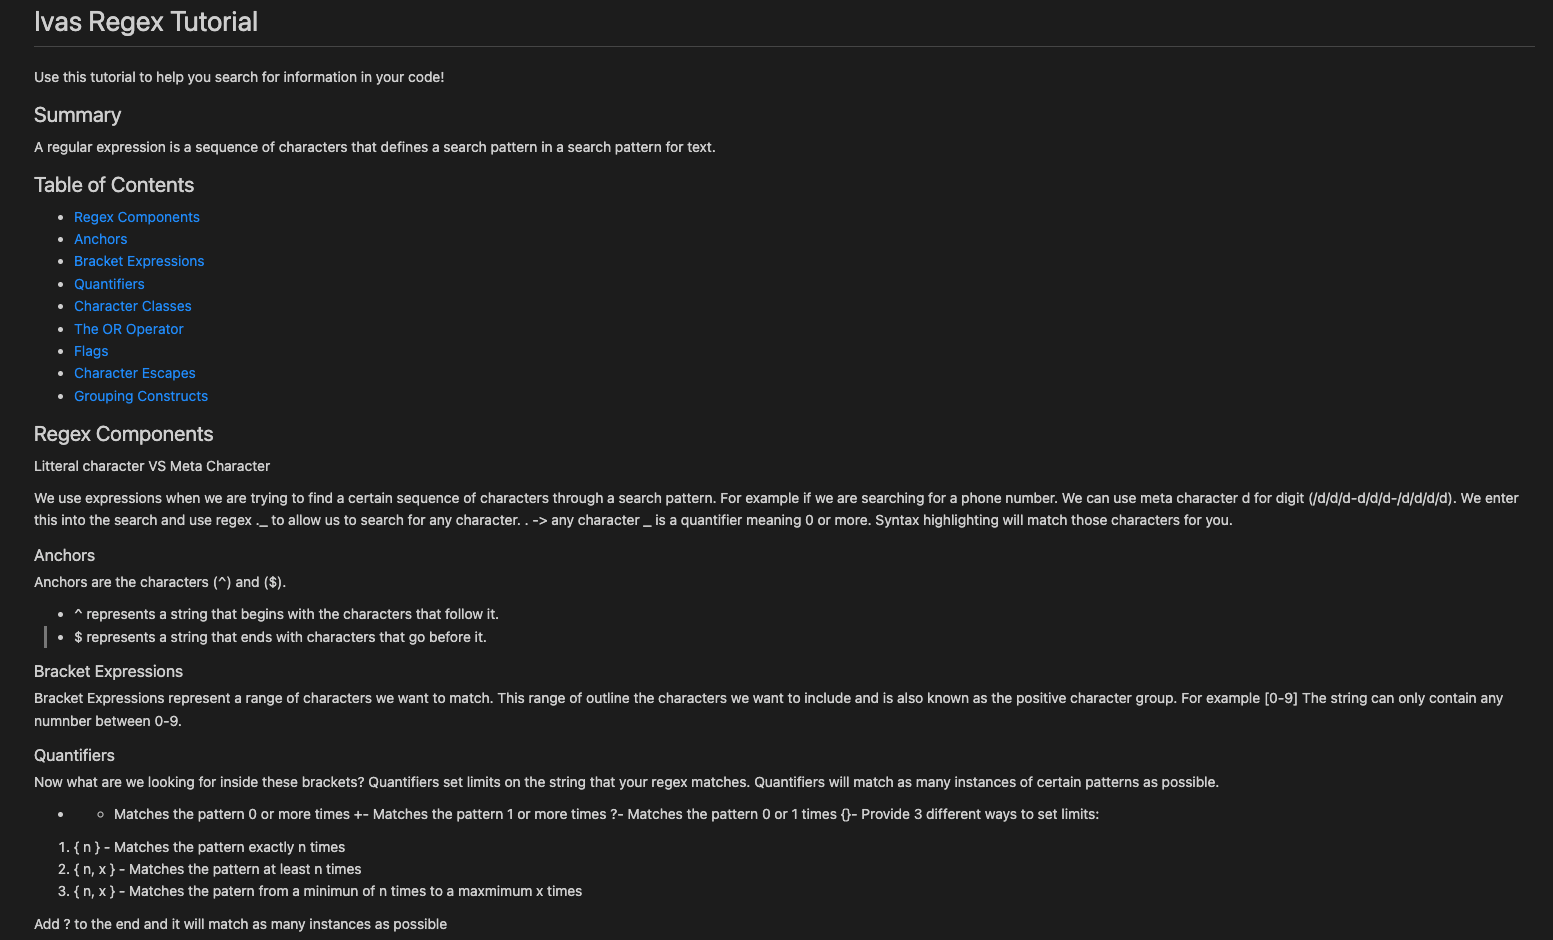 Ivas Regex Tutorial
Use this tutorial to help you search for information in your code!
Summary
A regular expression is a sequence of characters that defines a search pattern in a search pattern for text.
Table of Contents
• Regex Components
• Anchors
• Bracket Expressions
• Quantifiers
• Character Classes
• The OR Operator
• Flags
• Character Escapes
• Grouping Constructs
Regex Components
Litteral character VS Meta Character
We use expressions when we are trying to find a certain sequence of characters through a search pattern. For example if we are searching for a phone number. We can use meta character d for digit (/d/d/d-d/d/d-/d/d/d/d). We enter
this into the search and use regex ._ to allow us to search for any character. . -> any character _ is a quantifier meaning 0 or more. Syntax highlighting will match those characters for you.
Anchors
Anchors are the characters (^) and ($).
• ^ represents a string that begins with the characters that follow it.
• $ represents a string that ends with characters that go before it.
Bracket Expressions
Bracket Expressions represent a range of characters we want to match. This range of outline the characters we want to include and is also known as the positive character group. For example [0-9] The string can only contain any
numnber between 0-9.
Quantifiers
Now what are we looking for inside these brackets? Quantifiers set limits on the string that your regex matches. Quantifiers will match as many instances of certain patterns as possible.
• ◦ Matches the pattern 0 or more times +- Matches the pattern 1 or more times ?- Matches the pattern 0 or 1 times {}- Provide 3 different ways to set limits:
1. { n } - Matches the pattern exactly n times
2. { n, x } - Matches the pattern at least n times
3. { n, x } - Matches the patern from a minimun of n times to a maxmimum x times
Add ? to the end and it will match as many instances as possible